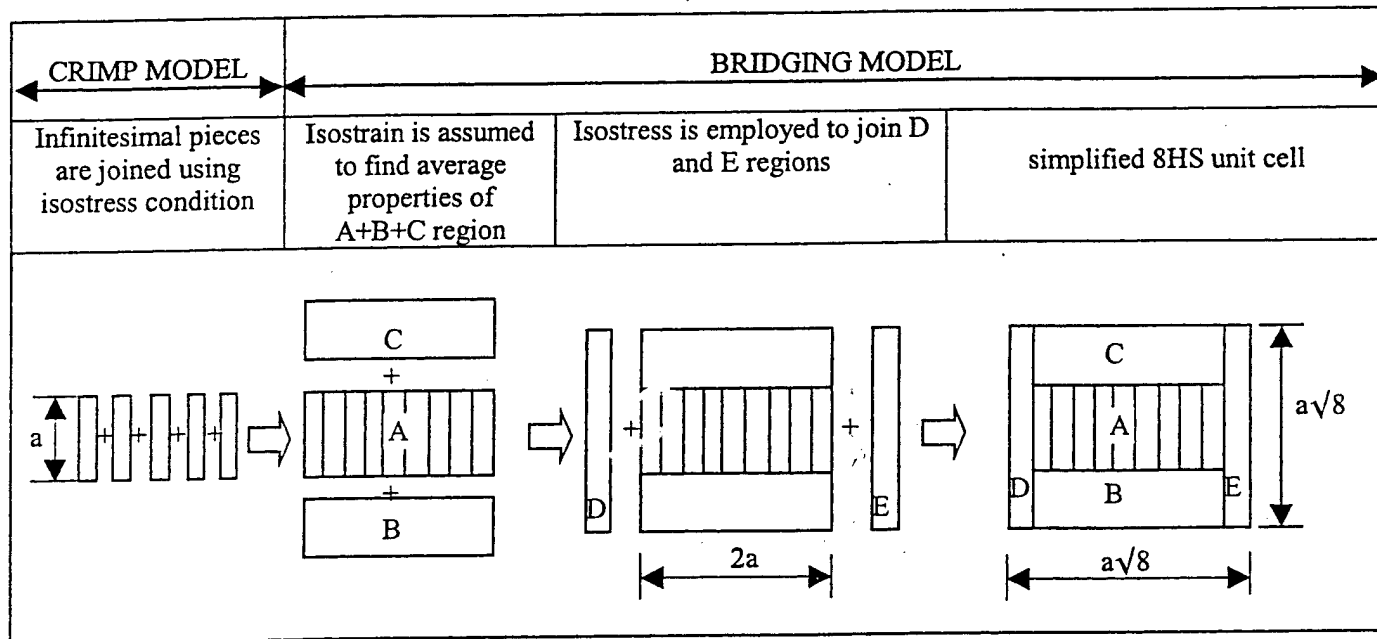 CRIMP MODEL
BRIDGING MODEL
Infinitesimal pieces
are joined using
isostress condition
Isostrain is assumed
to find average
properties of
A+B+C region
Isostress is employed to join D
and E regions
simplified 8HS unit cell
a
+ + + +
C
+
A
+
B
D
+
+
E
2a
C
A
B
D
E
a√8
a√8